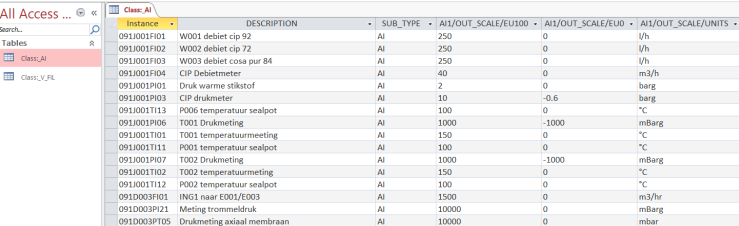 All Access ...
Search...
Tables
Class:_AI
Class:_V_FIL
Class:_AI
Instance DESCRIPTION SUB_TYPE AI1/OUT_SCALE/EU100 AI1/OUT_SCALE/EU0 AI1/OUT_SCALE/UNITS
091J001FI01 W001 debiet cip 92 AI 250 0 l/h
091J001FI02 W002 debiet cip 72 AI 250 0 l/h
091J001FI03 W003 debiet cosa pur 84 AI 250 0 l/h
091J001FI04 CIP Debietmeter AI 40 0 m3/h
091J001PI01 Druk warme stikstof AI 2 0 barg
091J001PI03 CIP drukmeter AI 10 -0.6 barg
091J001TI13 P006 temperatuur sealpot AI 100 0 °C
091J001PI06 T001 Drukmeting AI 1000 -1000 mBarg
091J001TI01 T001 temperatuurmeeting AI 150 0 °C
091J001TI11 P001 temperatuur sealpot AI 100 0 °C
091J001PI07 T002 Drukmeting AI 1000 -1000 mBarg
091J001TI02 T002 temperatuurmeting AI 150 0 °C
091J001TI12 P002 temperatuur sealpot AI 100 0 °C
091D003FI01 ING1 naar E001/E003 AI 1500 0 m3/hr
091D003PI21 Meting trommeldruk AI 10000 0 mBarg
091D003PT05 Drukmeting axiaal membraan AI 10000 0 mbar